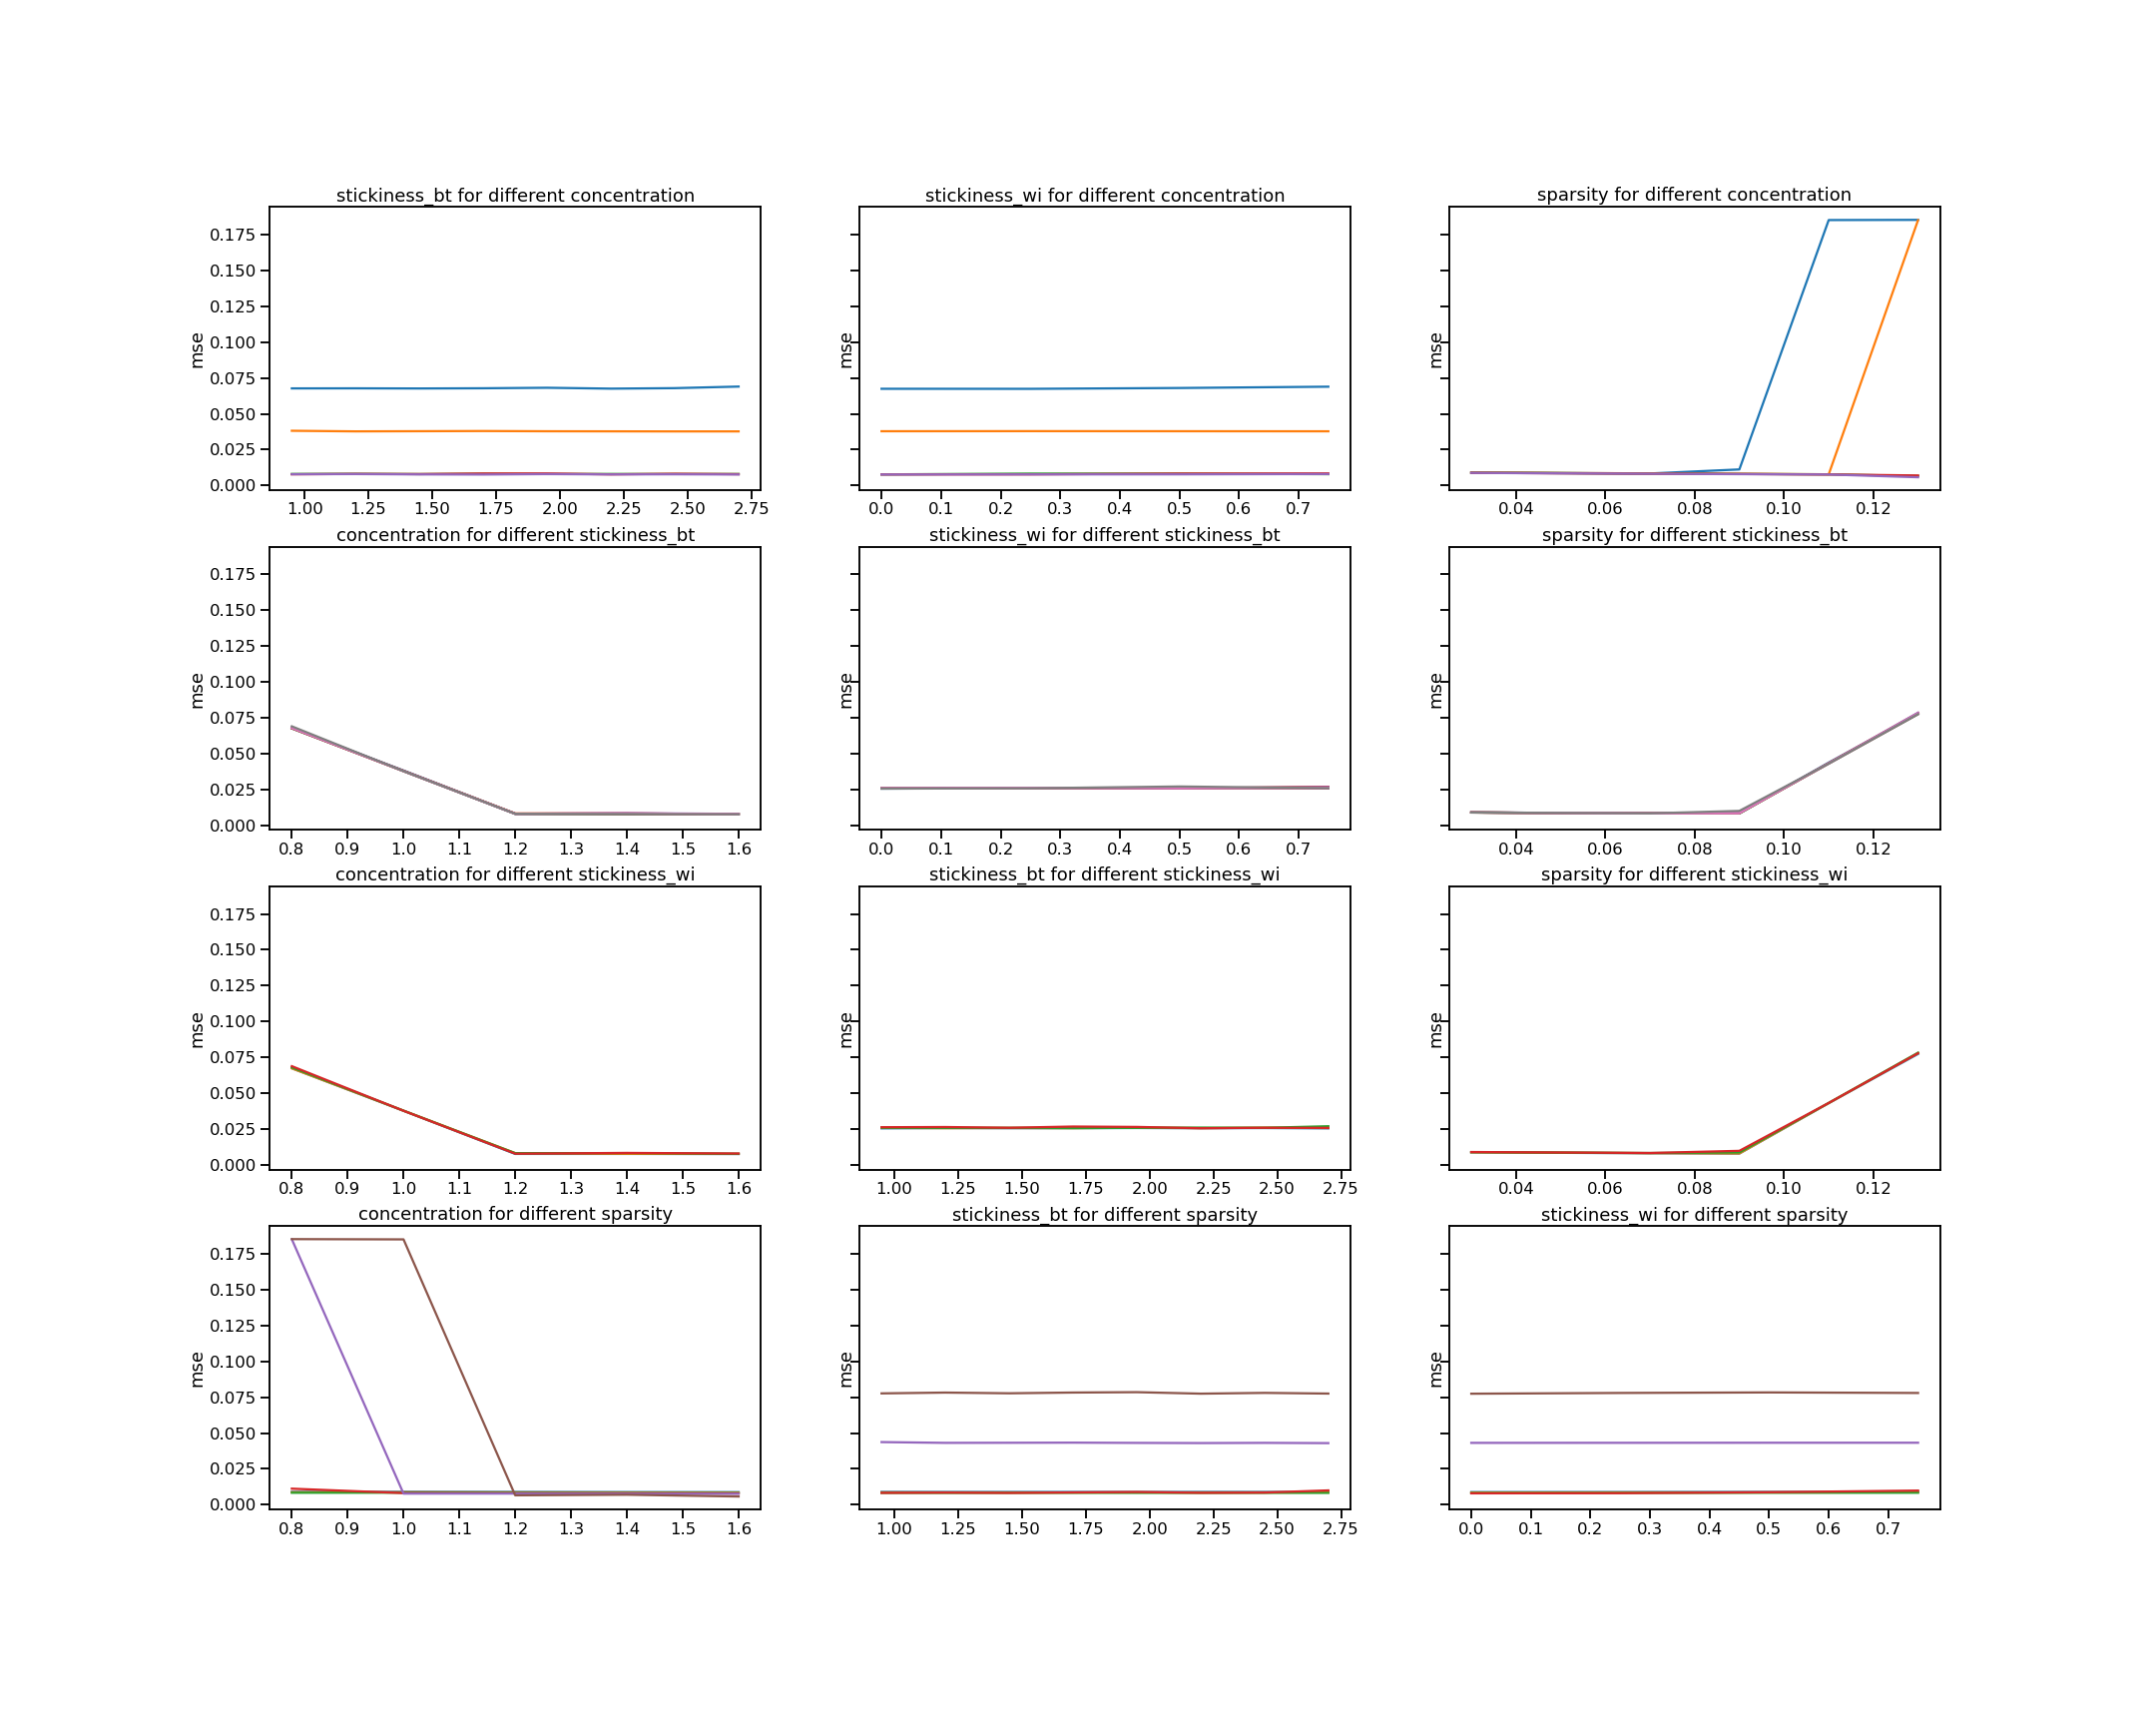 stickiness_bt for different concentration
stickiness_wi for different concentration
sparsity for different concentration
mse
0.175
0.150
0.125
0.100
0.075
0.050
0.025
0.000
1.00 1.25 1.50 1.75 2.00 2.25 2.50 2.75
mse
0.0 0.1 0.2 0.3 0.4 0.5 0.6 0.7
mse
0.04 0.06 0.08 0.10 0.12
concentration for different stickiness_bt
stickiness_wi for different stickiness_bt
sparsity for different stickiness_bt
mse
0.175
0.150
0.125
0.100
0.075
0.050
0.025
0.000
0.8 0.9 1.0 1.1 1.2 1.3 1.4 1.5 1.6
mse
0.0 0.1 0.2 0.3 0.4 0.5 0.6 0.7
mse
0.04 0.06 0.08 0.10 0.12
concentration for different stickiness_wi
stickiness_bt for different stickiness_wi
sparsity for different stickiness_wi
mse
0.175
0.150
0.125
0.100
0.075
0.050
0.025
0.000
0.8 0.9 1.0 1.1 1.2 1.3 1.4 1.5 1.6
mse
1.00 1.25 1.50 1.75 2.00 2.25 2.50 2.75
mse
0.04 0.06 0.08 0.10 0.12
concentration for different sparsity
stickiness_bt for different sparsity
stickiness_wi for different sparsity
mse
0.175
0.150
0.125
0.100
0.075
0.050
0.025
0.000
0.8 0.9 1.0 1.1 1.2 1.3 1.4 1.5 1.6
mse
1.00 1.25 1.50 1.75 2.00 2.25 2.50 2.75
mse
0.0 0.1 0.2 0.3 0.4 0.5 0.6 0.7